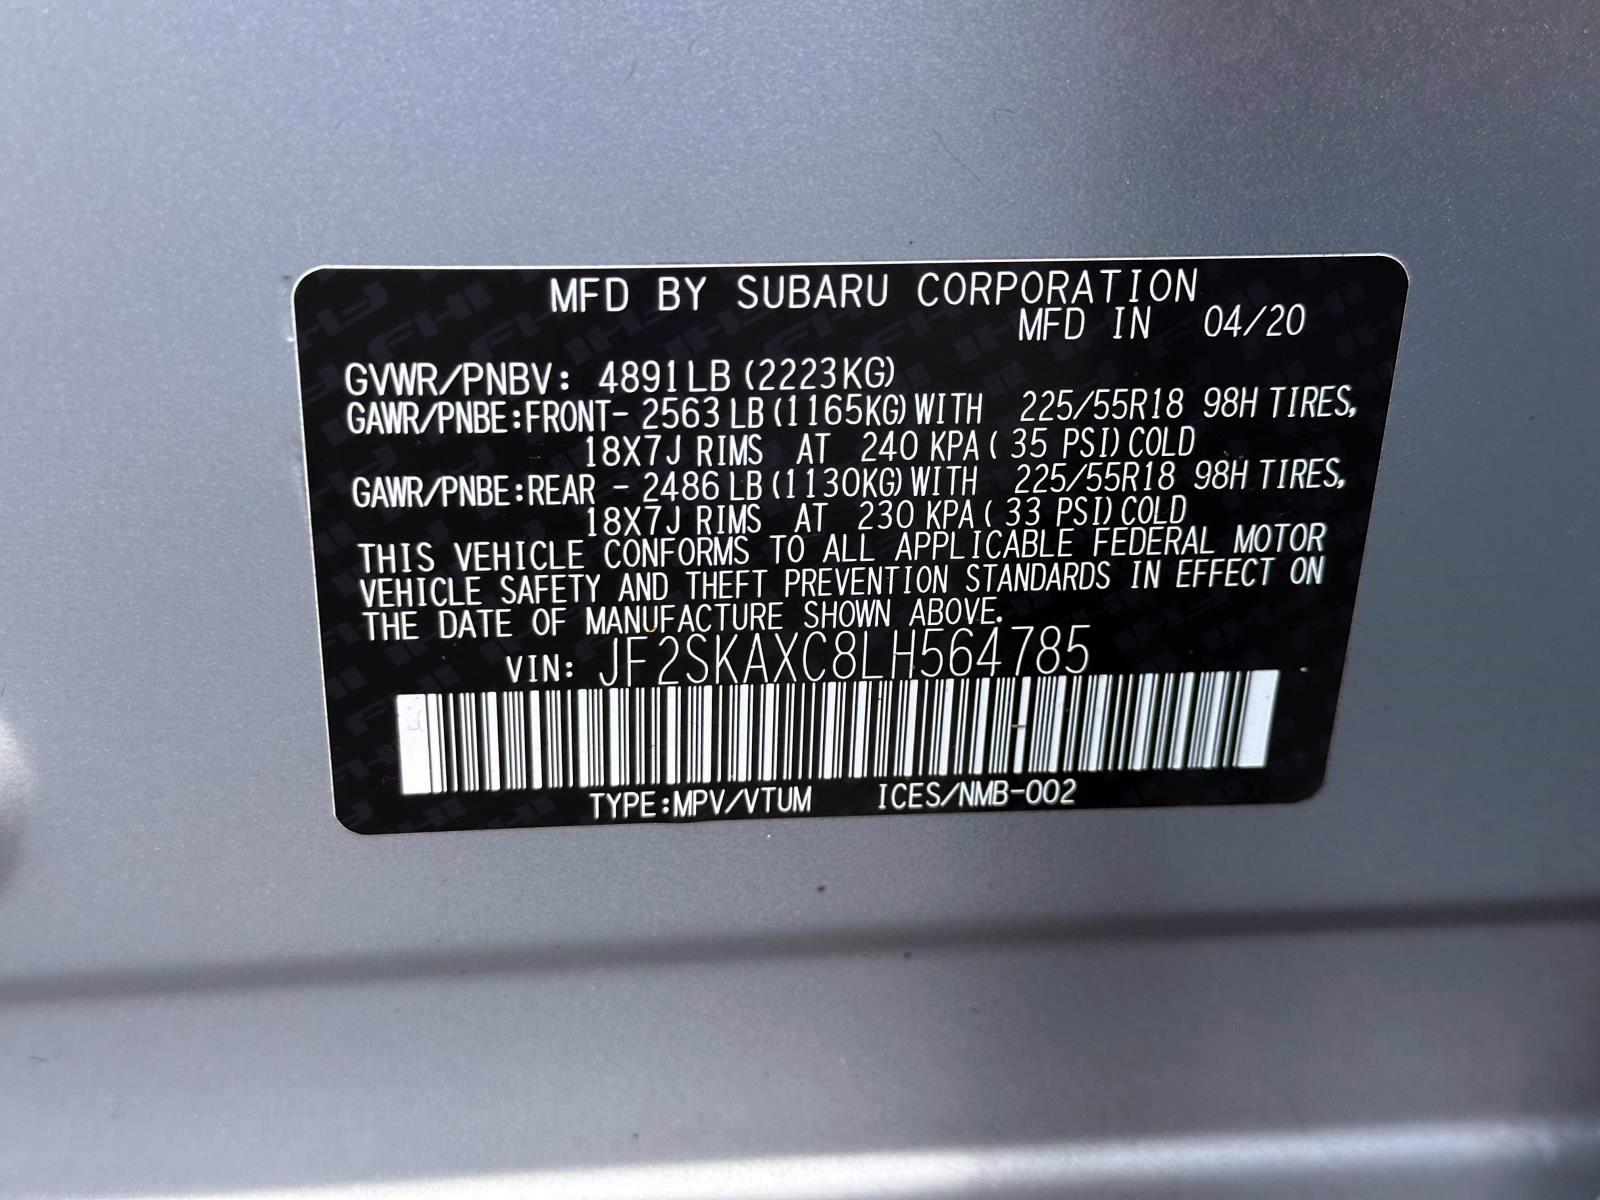 MFD BY SUBARU CORPORATION
MFD IN 04/20
GVWR/PNBV: 4891LB (2223KG)
GAWR/PNBE:FRONT- 2563 LB (1165KG) WITH 225/55R18 98H TIRES,
18X7J RIMS AT 240 KPA ( 35 PSI) COLD
GAWR/PNBE:REAR - 2486 LB (1130KG) WITH 225/55R18 98H TIRES,
18X7J RIMS AT 230 KPA ( 33 PSI) COLD
THIS VEHICLE CONFORMS TO ALL APPLICABLE FEDERAL MOTOR
VEHICLE SAFETY AND THEFT PREVENTION STANDARDS IN EFFECT ON
THE DATE OF MANUFACTURE SHOWN ABOVE.
VIN: JF2SKAXC8LH564785
TYPE:MPV/VTUM ICES/NMB-002